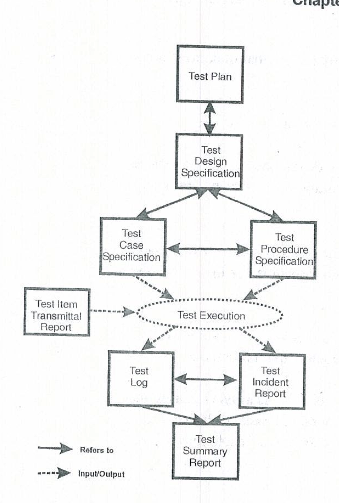 Chapte
Test Plan
Test
Design
Specification
Test
Case
Specification
Test
Procedure
Specification
Test Item
Transmittal
Report
Test Execution
Test
Log
Test
Incident
Report
Test
Summary
Report
Refers to
Input/Output